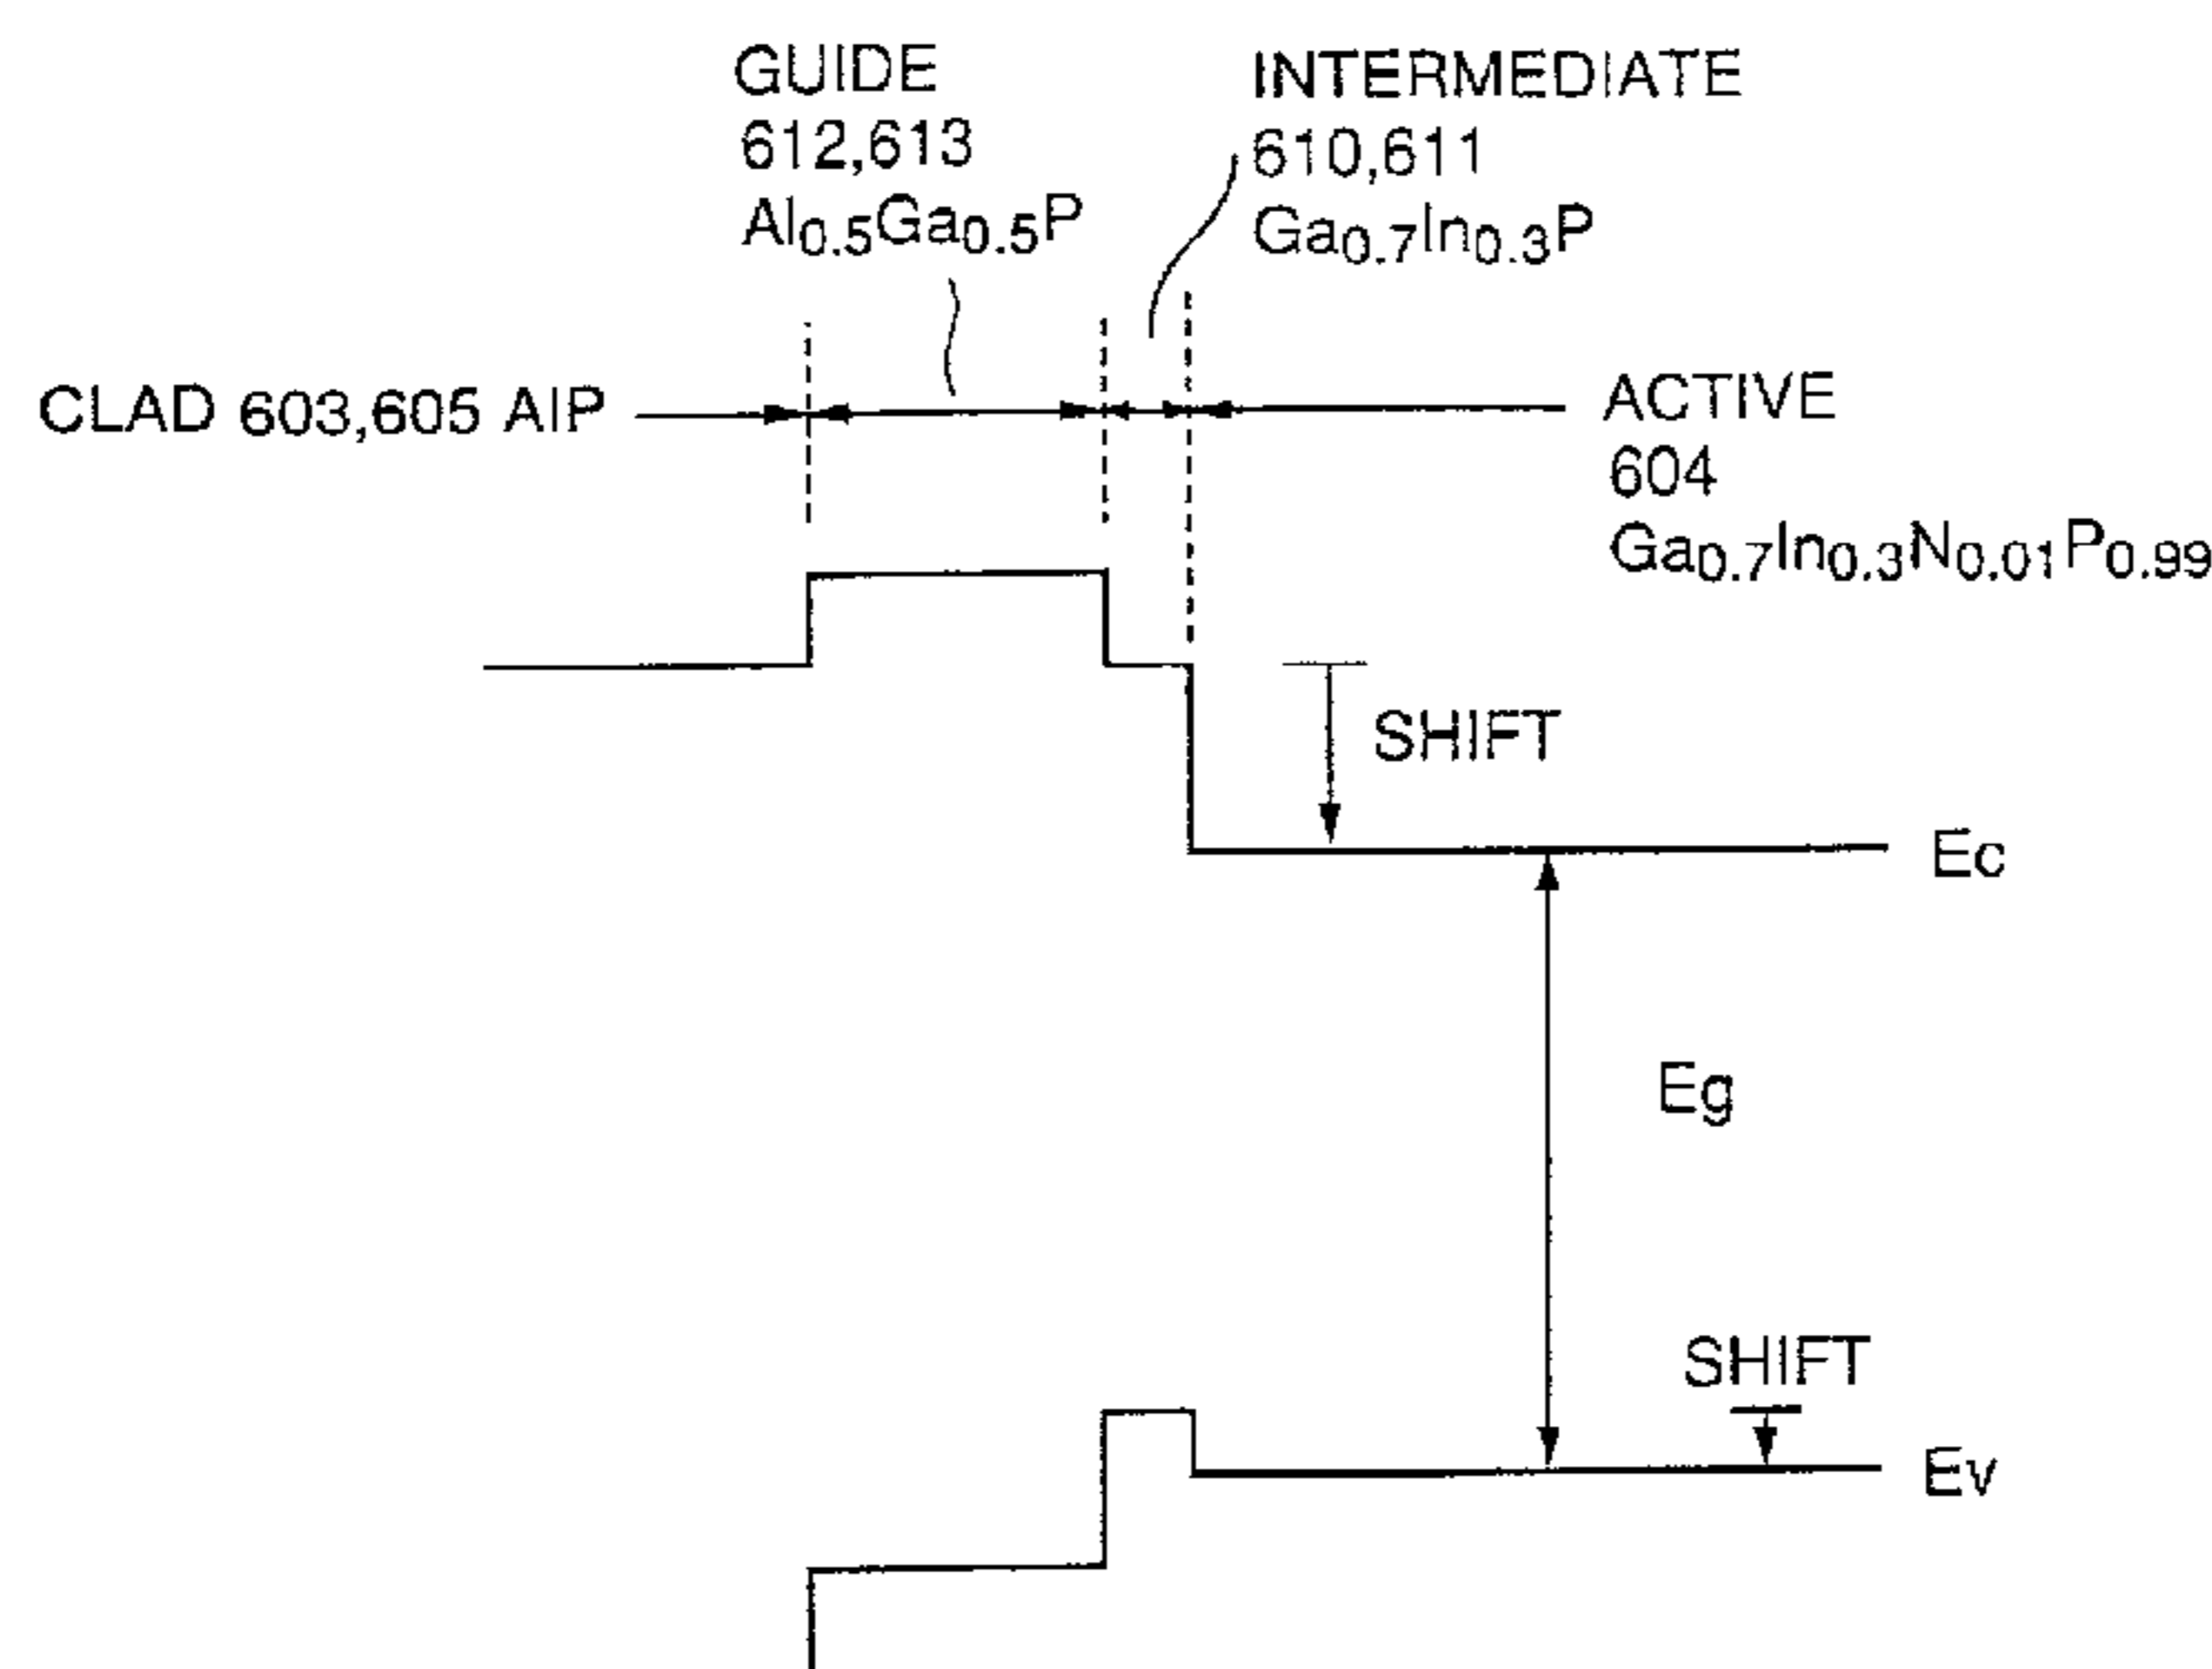 GUIDE
612,613
Al0.5Ga0.5P
INTERMEDIATE
610,611
Ga0.7In0.3P
CLAD 603,605 AlP
ACTIVE
604
Ga0.7In0.3N0.01P0.99
SHIFT
Ec
Eg
SHIFT
Ev